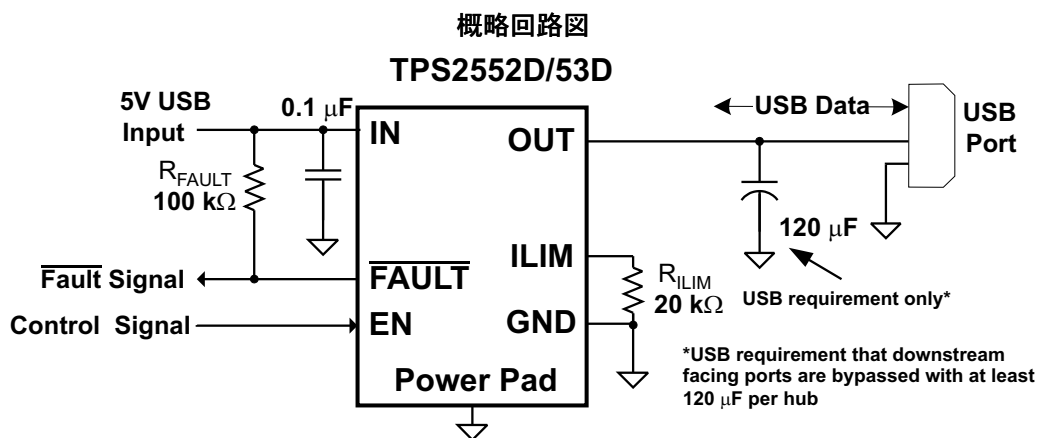 概略回路図
TPS2552D/53D
5V USB
Input
0.1 μF
IN
OUT
USB Data
USB
Port
RFAULT
100 kΩ
120 μF
Fault Signal
FAULT
ILIM
RILIM
20 kΩ
USB requirement only*
Control Signal
EN
GND
Power Pad
*USB requirement that downstream
facing ports are bypassed with at least
120 μF per hub